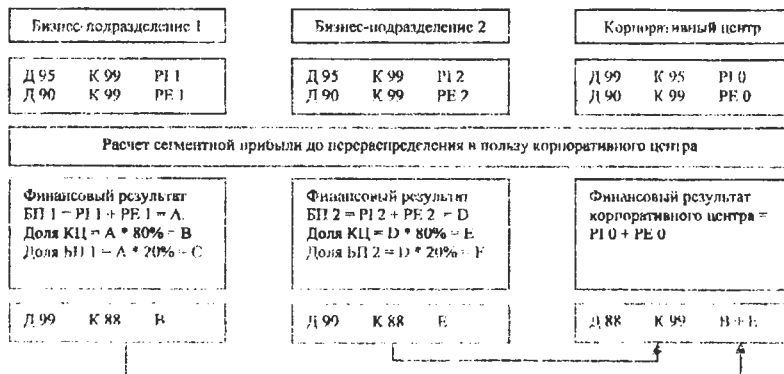 Бизнес-подразделение 1
Бизнес-подразделение 2
Корпоративный центр
Д 95 К 99 PI 1
Д 90 К 99 PE 1
Д 95 К 99 PI 2
Д 90 К 99 PE 2
Д 99 К 95 PI 0
Д 90 К 99 PE 0
Расчет сегментной прибыли до перераспределения в пользу корпоративного центра
Финансовый результат
БП 1 = PI 1 + PE 1 = A.
Доля КЦ = A * 80% = B
Доля БП 1 = A * 20% = C
Финансовый результат
БП 2 = PI 2 + PE 2 = D
Доля КЦ = D * 80% = E
Доля БП 2 = D * 20% = F
Финансовый результат
корпоративного центра =
PI 0 + PE 0
Д 99 К 88 B
Д 99 К 88 E
Д 88 К 99 B + E